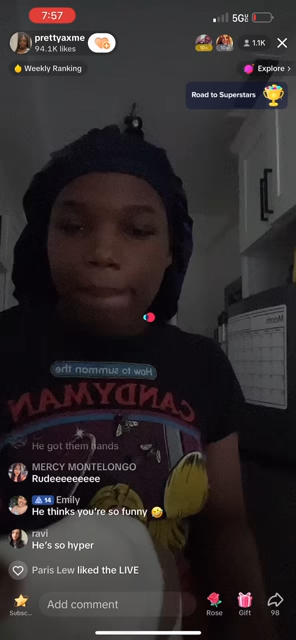 7:57
5G
prettyaxme
94.1K likes
1.1K
Weekly Ranking
Explore >
Road to Superstars
How to summon the
CANDYMAN
He got them hands
MERCY MONTELONGO
Rudeeeeeeeee
14 Emily
He thinks you're so funny 🤣
ravi
He's so hyper
Paris Lew liked the LIVE
Subsc...
Add comment
Rose
Gift
98